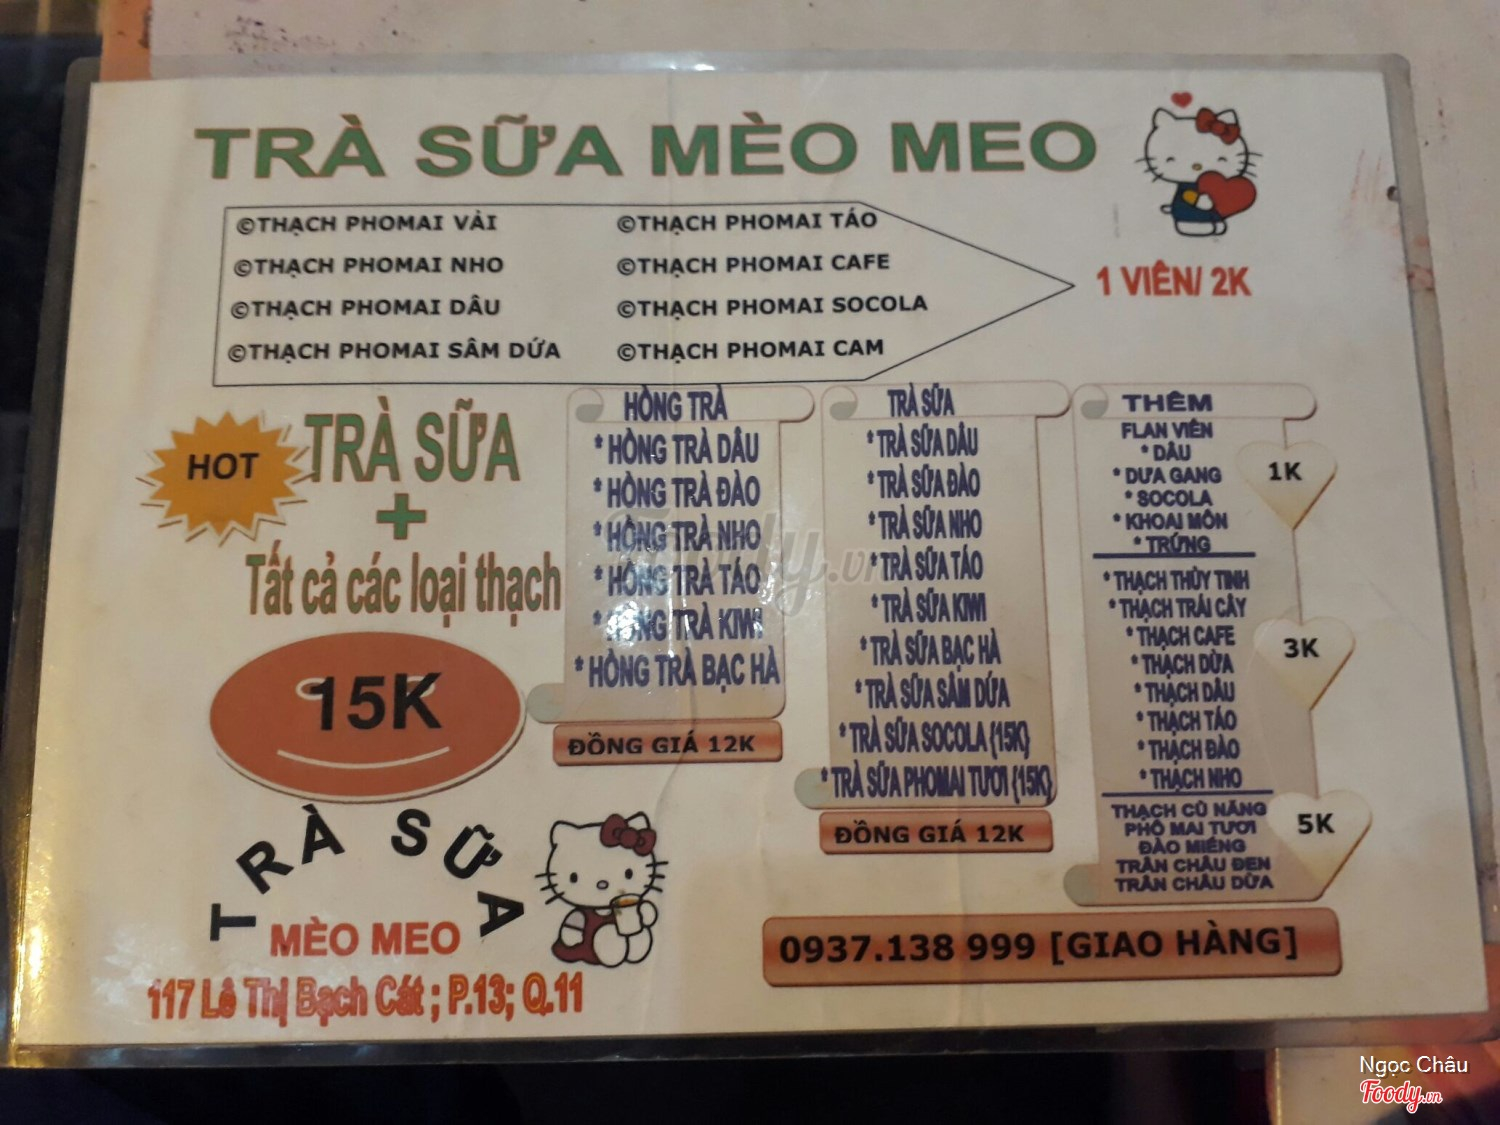 TRÀ SỮA MÈO MEO
©THẠCH PHOMAI VẢI
©THẠCH PHOMAI NHO
©THẠCH PHOMAI DÂU
©THẠCH PHOMAI SÂM DỨA
©THẠCH PHOMAI TÁO
©THẠCH PHOMAI CAFE
©THẠCH PHOMAI SOCOLA
©THẠCH PHOMAI CAM
1 VIÊN/ 2K
HOT
TRÀ SỮA
+
Tất cả các loại thạch
15K
HỒNG TRÀ
* HỒNG TRÀ DÂU
* HỒNG TRÀ ĐÀO
* HỒNG TRÀ NHO
* HỒNG TRÀ TÁO
* HỒNG TRÀ KIWI
* HỒNG TRÀ BẠC HÀ
ĐỒNG GIÁ 12K
TRÀ SỮA
* TRÀ SỮA DÂU
* TRÀ SỮA ĐÀO
* TRÀ SỮA NHO
* TRÀ SỮA TÁO
* TRÀ SỮA KIWI
* TRÀ SỮA BẠC HÀ
* TRÀ SỮA SÂM DỨA
* TRÀ SỮA SOCOLA {15K}
* TRÀ SỮA PHOMAI TƯƠI {15K}
ĐỒNG GIÁ 12K
THÊM
FLAN VIÊN
* DÂU
* DƯA GANG
* SOCOLA
* KHOAI MÔN
* TRỨNG
1K
* THẠCH THỦY TINH
* THẠCH TRÁI CÂY
* THẠCH CAFE
* THẠCH DỪA
* THẠCH DÂU
* THẠCH TÁO
* THẠCH ĐÀO
* THẠCH NHO
3K
THẠCH CỦ NĂNG
PHÔ MAI TƯƠI
ĐÀO MIẾNG
TRÂN CHÂU ĐEN
TRÂN CHÂU DỪA
5K
TRÀ SỮA
MÈO MEO
117 Lê Thị Bạch Cát ; P.13; Q.11
0937.138 999 [GIAO HÀNG]
Foody.vn
Ngọc Châu
Foody.vn